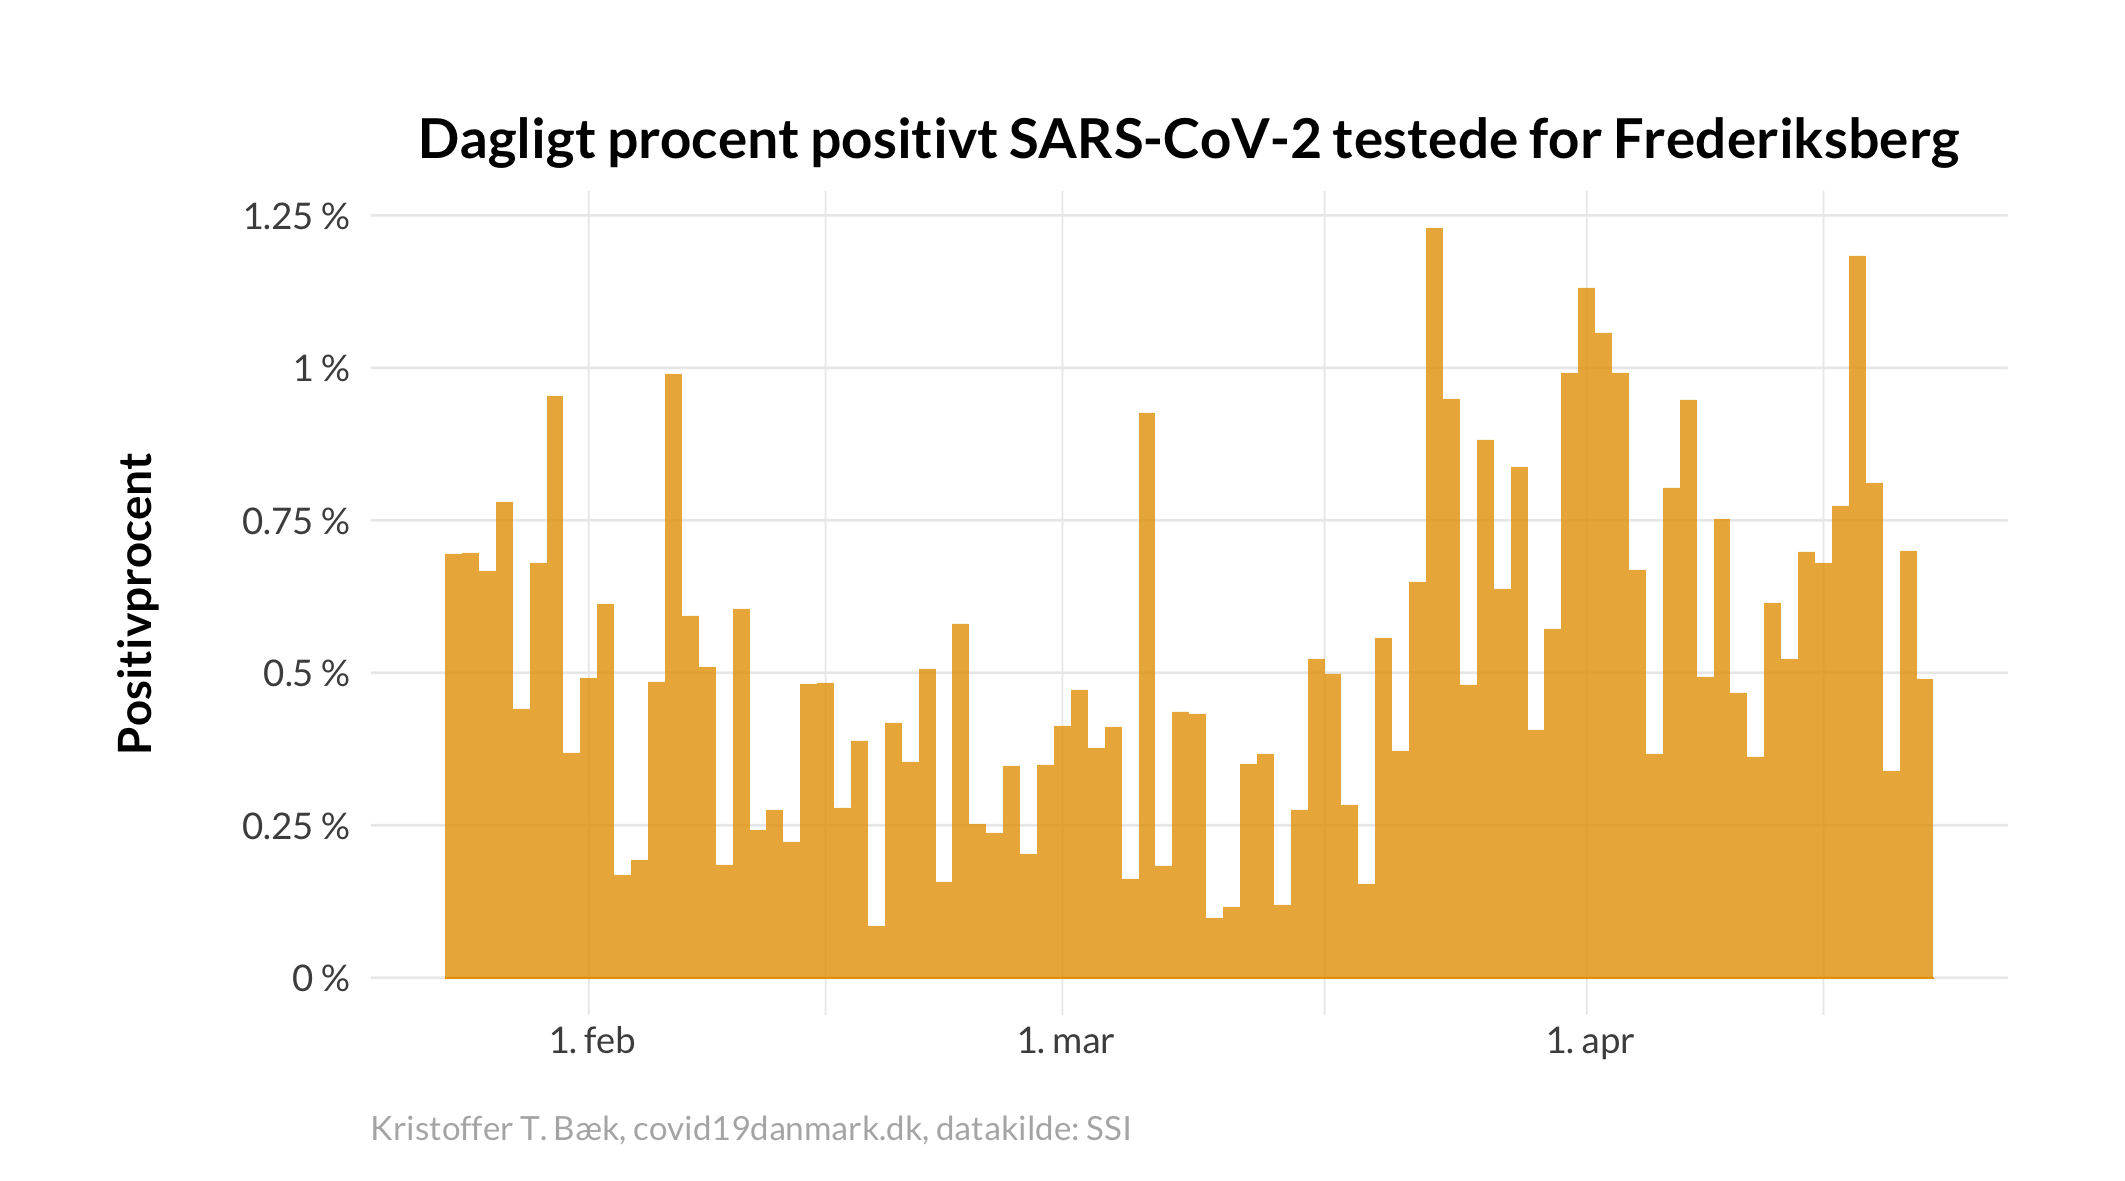 Dagligt procent positivt SARS-CoV-2 testede for Frederiksberg
Positivprocent
1.25 %
1 %
0.75 %
0.5 %
0.25 %
0 %
1. feb
1. mar
1. apr
Kristoffer T. Bæk, covid19danmark.dk, datakilde: SSI